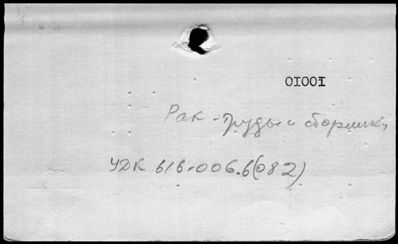 01001
Рак - труды и сборники
УДК 616-006.6(082)